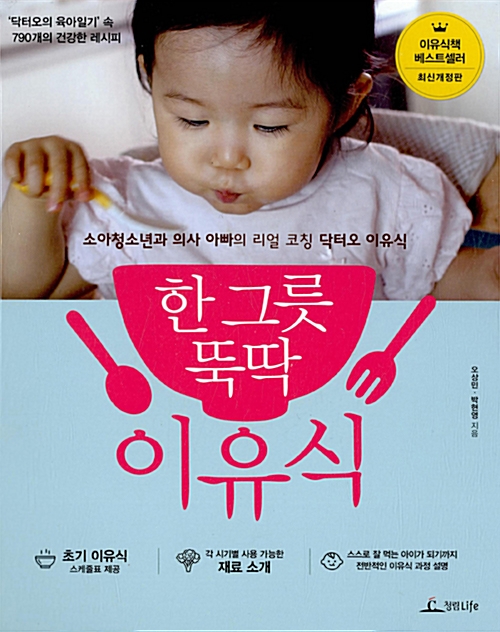 '닥터오의 육아일기' 속
790개의 건강한 레시피
이유식책
베스트셀러
최신개정판
소아청소년과 의사 아빠의 리얼 코칭 닥터오 이유식
한 그릇
뚝딱
이유식
오상민·박현영 지음
초기 이유식
스케줄표 제공
각 시기별 사용 가능한
재료 소개
스스로 잘 먹는 아이가 되기까지
전반적인 이유식 과정 설명
청림Life